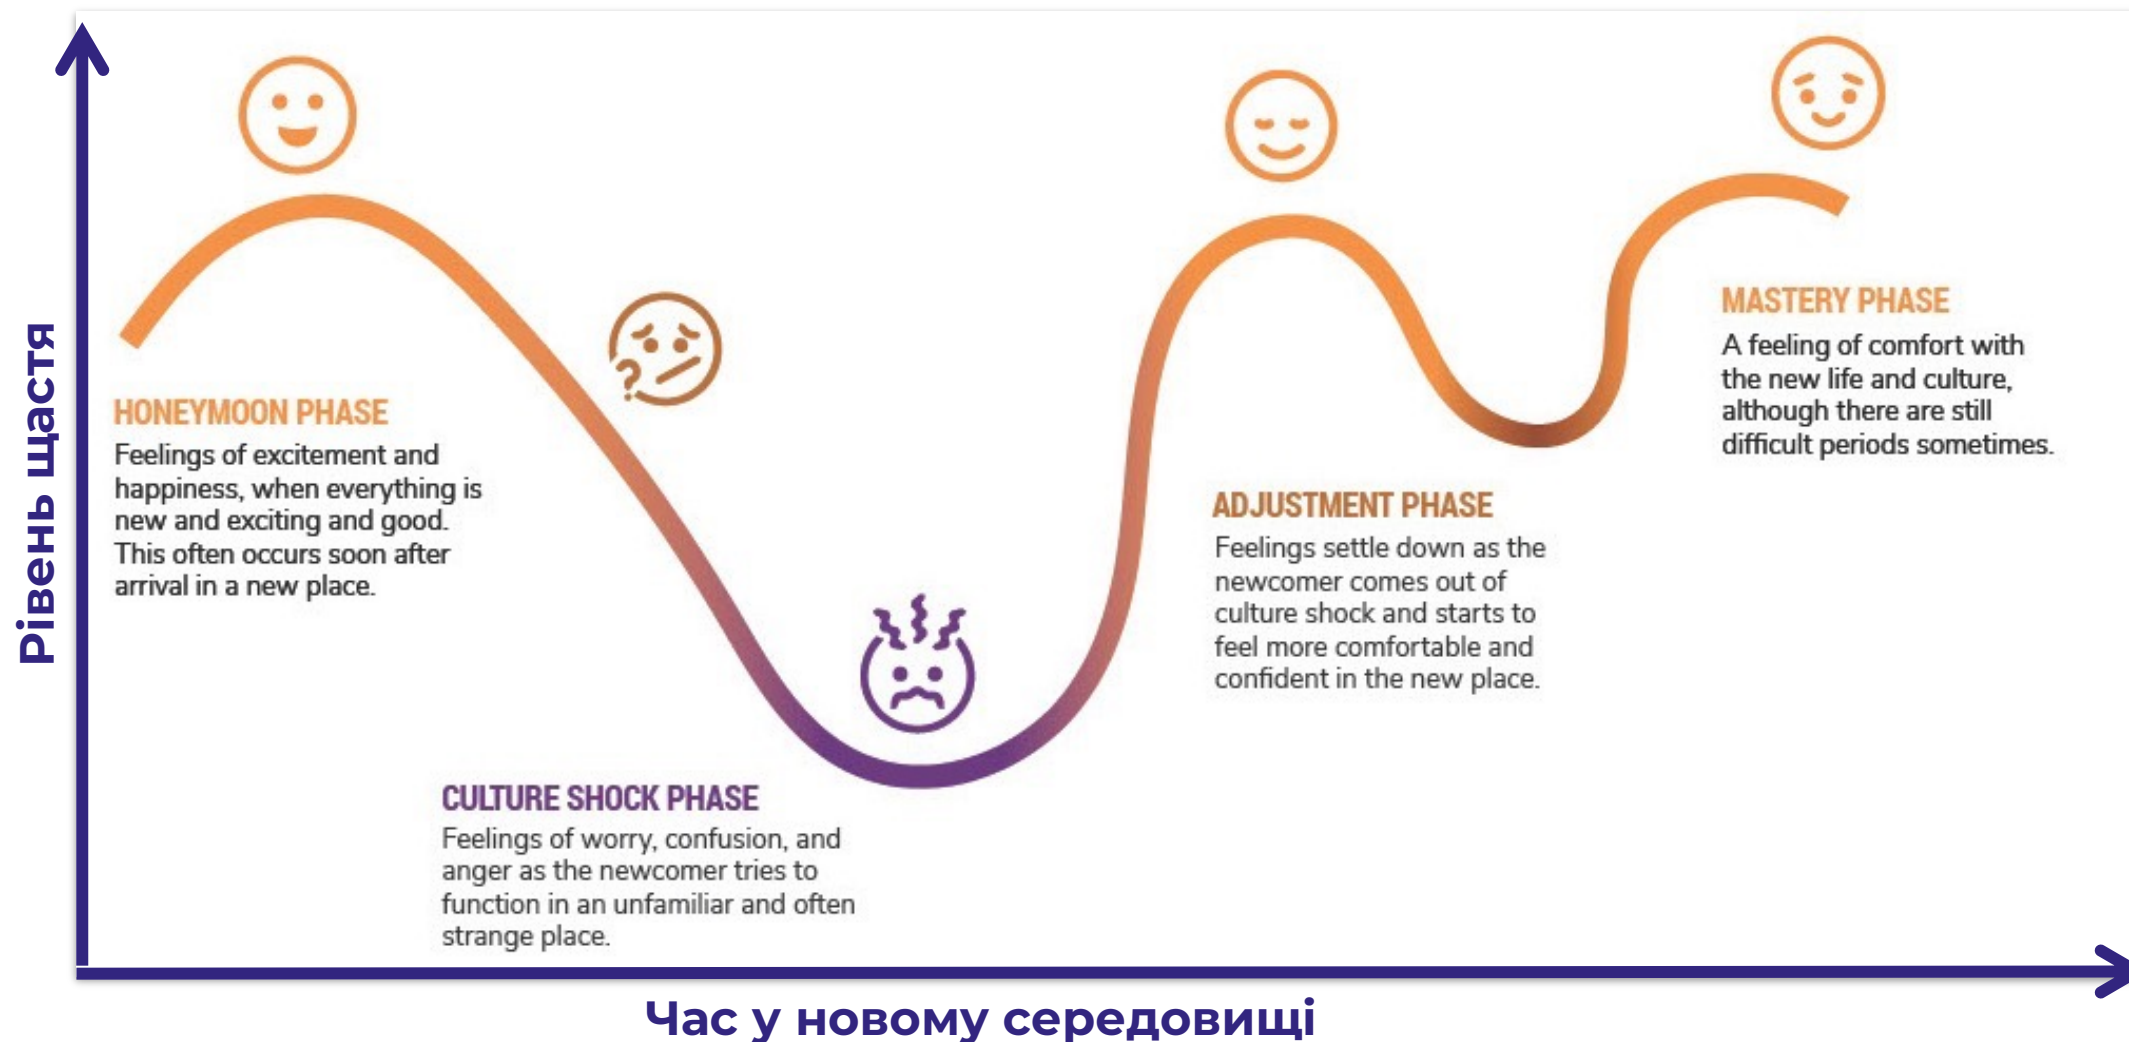 Рівень щастя
HONEYMOON PHASE
Feelings of excitement and
happiness, when everything is
new and exciting and good.
This often occurs soon after
arrival in a new place.
CULTURE SHOCK PHASE
Feelings of worry, confusion, and
anger as the newcomer tries to
function in an unfamiliar and often
strange place.
ADJUSTMENT PHASE
Feelings settle down as the
newcomer comes out of
culture shock and starts to
feel more comfortable and
confident in the new place.
MASTERY PHASE
A feeling of comfort with
the new life and culture,
although there are still
difficult periods sometimes.
?
Час у новому середовищі